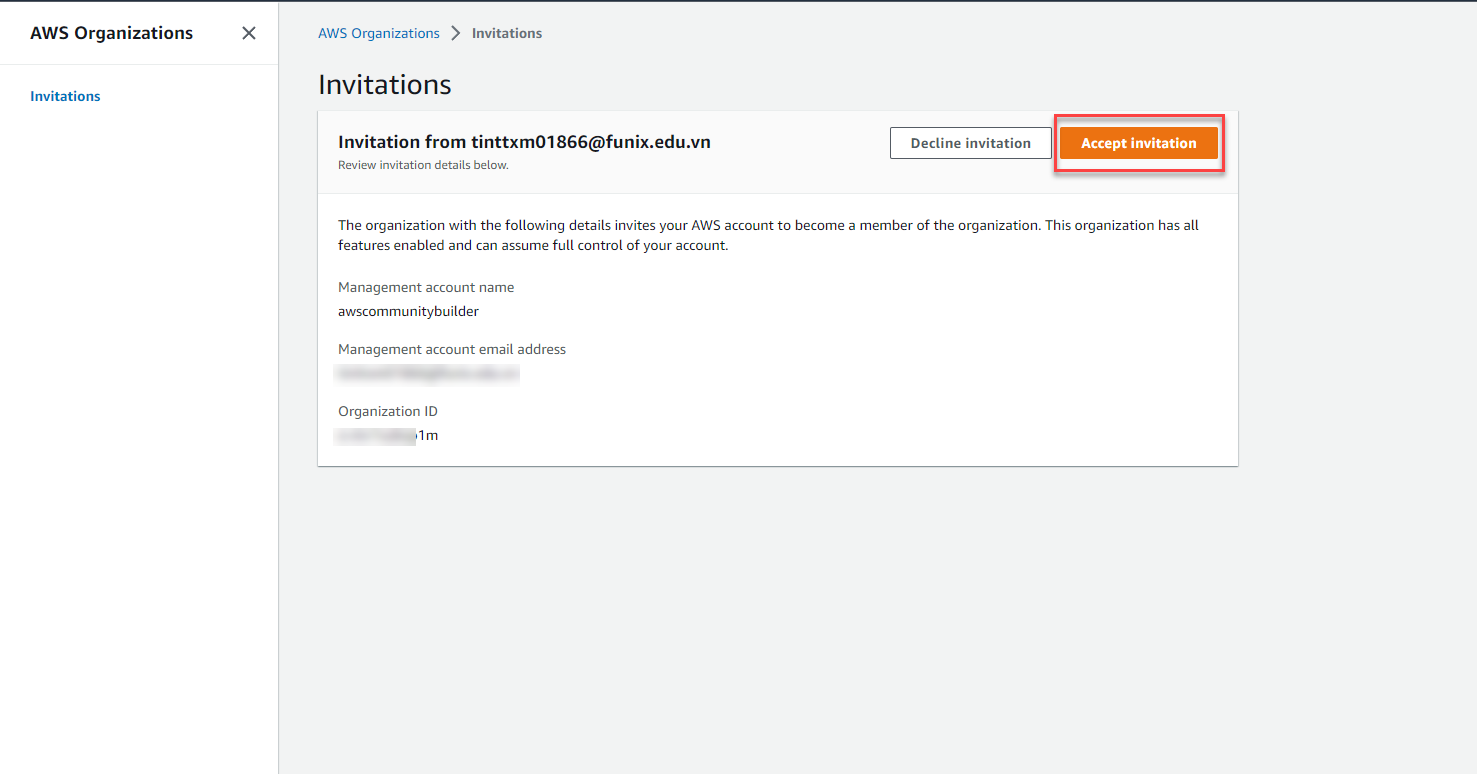 AWS Organizations
Invitations
AWS Organizations > Invitations
Invitations
Invitation from tinttxm01866@funix.edu.vn
Review invitation details below.
Decline invitation
Accept invitation
The organization with the following details invites your AWS account to become a member of the organization. This organization has all
features enabled and can assume full control of your account.
Management account name
awscommunitybuilder
Management account email address
Organization ID
1m